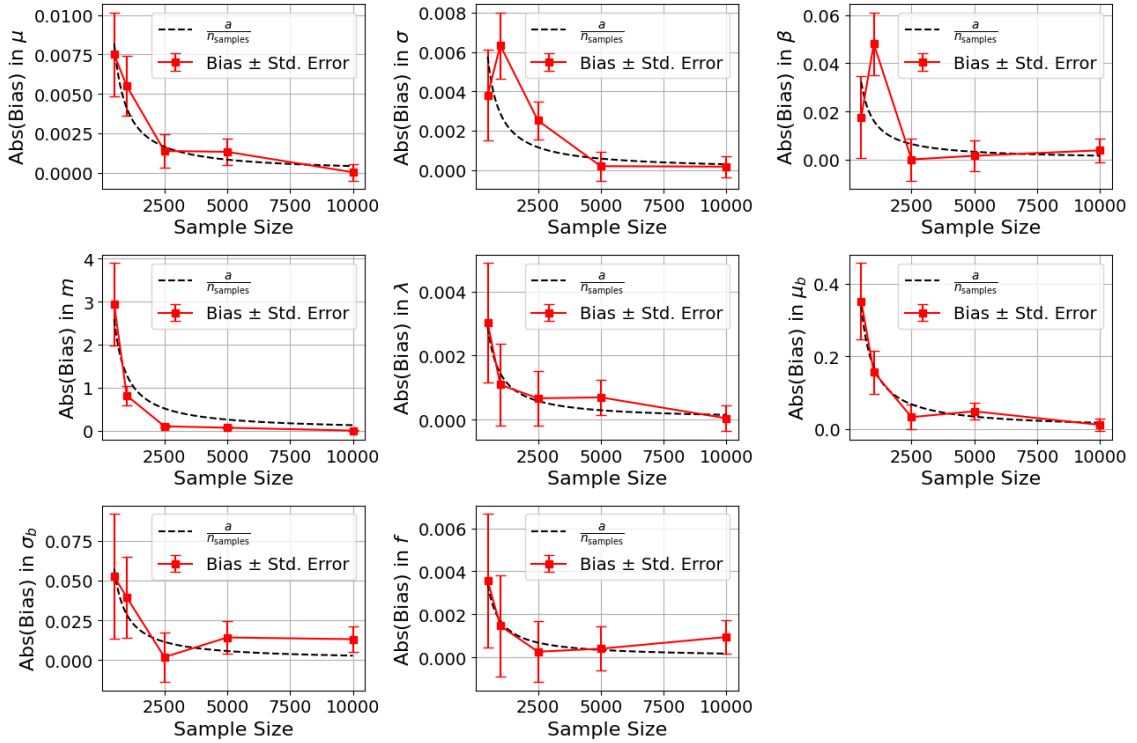 Abs(Bias) in μ
0.0100
0.0075
0.0050
0.0025
0.0000
a
n_samples
Bias ± Std. Error
2500 5000 7500 10000
Sample Size
Abs(Bias) in σ
0.008
0.006
0.004
0.002
0.000
a
n_samples
Bias ± Std. Error
2500 5000 7500 10000
Sample Size
Abs(Bias) in β
0.06
0.04
0.02
0.00
a
n_samples
Bias ± Std. Error
2500 5000 7500 10000
Sample Size
Abs(Bias) in m
4
3
2
1
0
a
n_samples
Bias ± Std. Error
2500 5000 7500 10000
Sample Size
Abs(Bias) in λ
0.004
0.002
0.000
a
n_samples
Bias ± Std. Error
2500 5000 7500 10000
Sample Size
Abs(Bias) in μ_b
0.4
0.2
0.0
a
n_samples
Bias ± Std. Error
2500 5000 7500 10000
Sample Size
Abs(Bias) in σ_b
0.075
0.050
0.025
0.000
a
n_samples
Bias ± Std. Error
2500 5000 7500 10000
Sample Size
Abs(Bias) in f
0.006
0.004
0.002
0.000
a
n_samples
Bias ± Std. Error
2500 5000 7500 10000
Sample Size